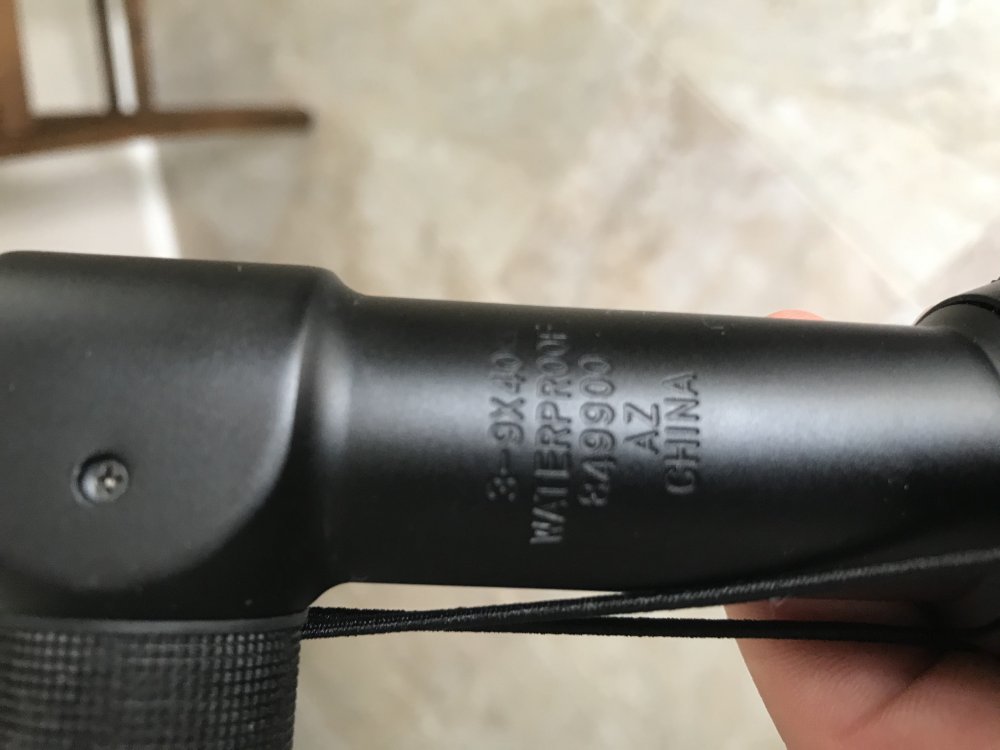 3-9X40
WATERPROOF
849900
AZ
CHINA